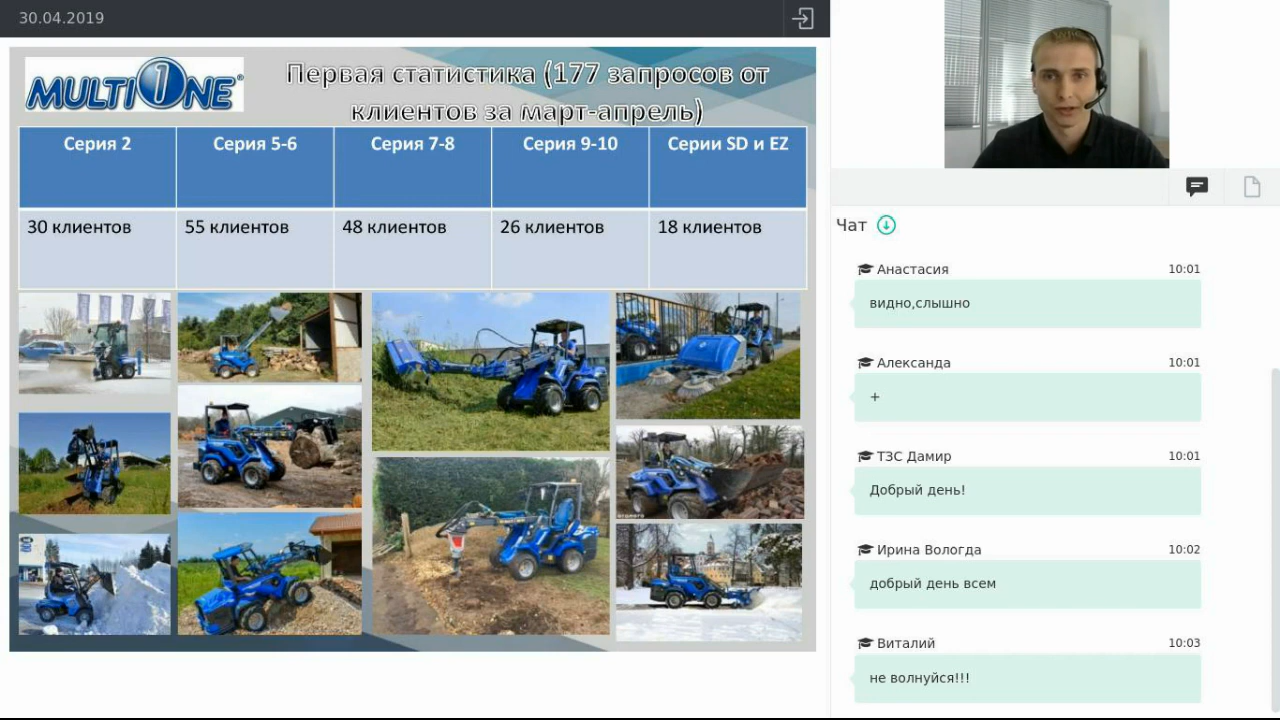 30.04.2019
MULTIONE
Первая статистика (177 запросов от
клиентов за март-апрель)
Серия 2
Серия 5-6
Серия 7-8
Серия 9-10
Серии SD и EZ
30 клиентов
55 клиентов
48 клиентов
26 клиентов
18 клиентов
Чат
Анастасия 10:01
видно,слышно
Александа 10:01
+
ТЗС Дамир 10:01
Добрый день!
Ирина Вологда 10:02
добрый день всем
Виталий 10:03
не волнуйся!!!